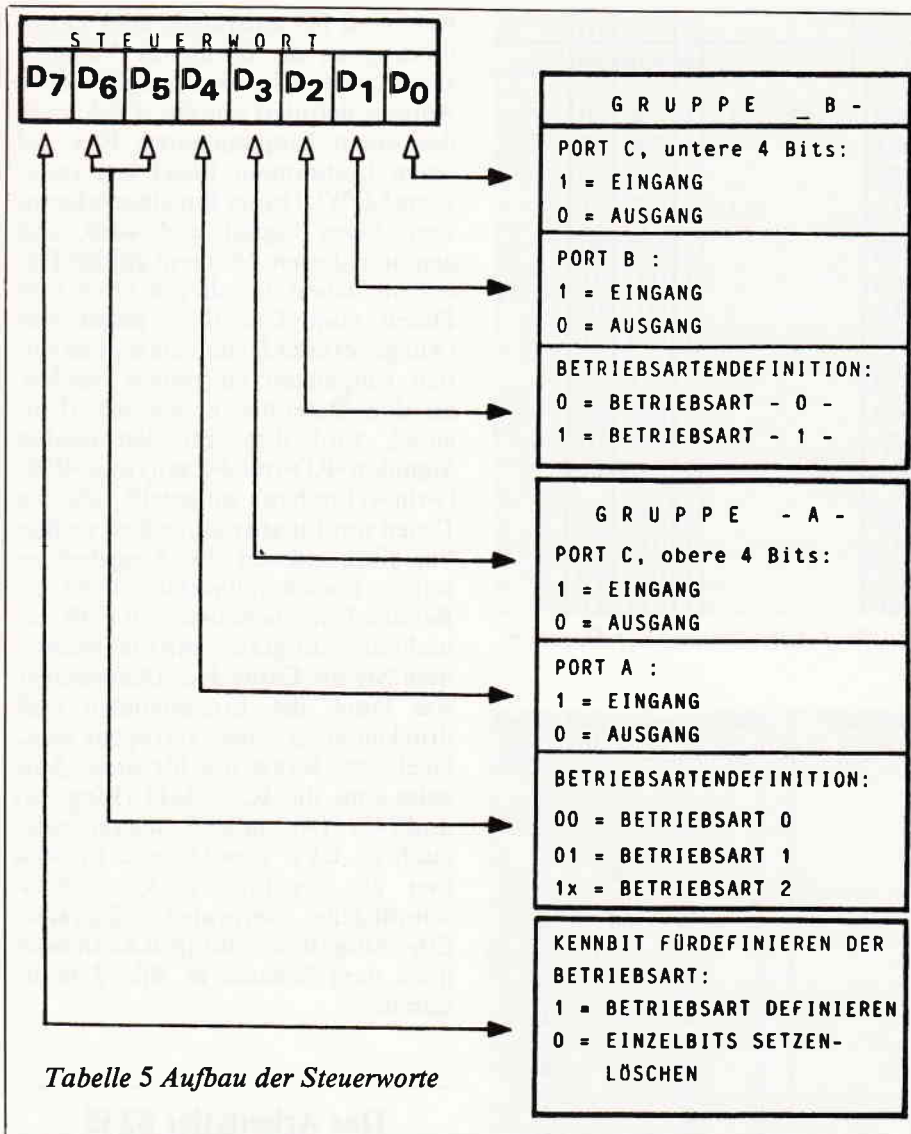 STEUERWORT
D7 D6 D5 D4 D3 D2 D1 D0
GRUPPE _B-
PORT C, untere 4 Bits:
1 = EINGANG
0 = AUSGANG
PORT B :
1 = EINGANG
0 = AUSGANG
BETRIEBSARTENDEFINITION:
0 = BETRIEBSART - 0 -
1 = BETRIEBSART - 1 -
GRUPPE -A-
PORT C, obere 4 Bits:
1 = EINGANG
0 = AUSGANG
PORT A :
1 = EINGANG
0 = AUSGANG
BETRIEBSARTENDEFINITION:
00 = BETRIEBSART 0
01 = BETRIEBSART 1
1x = BETRIEBSART 2
KENNBIT FÜRDEFINIEREN DER
BETRIEBSART:
1 = BETRIEBSART DEFINIEREN
0 = EINZELBITS SETZEN-
LÖSCHEN
Tabelle 5 Aufbau der Steuerworte